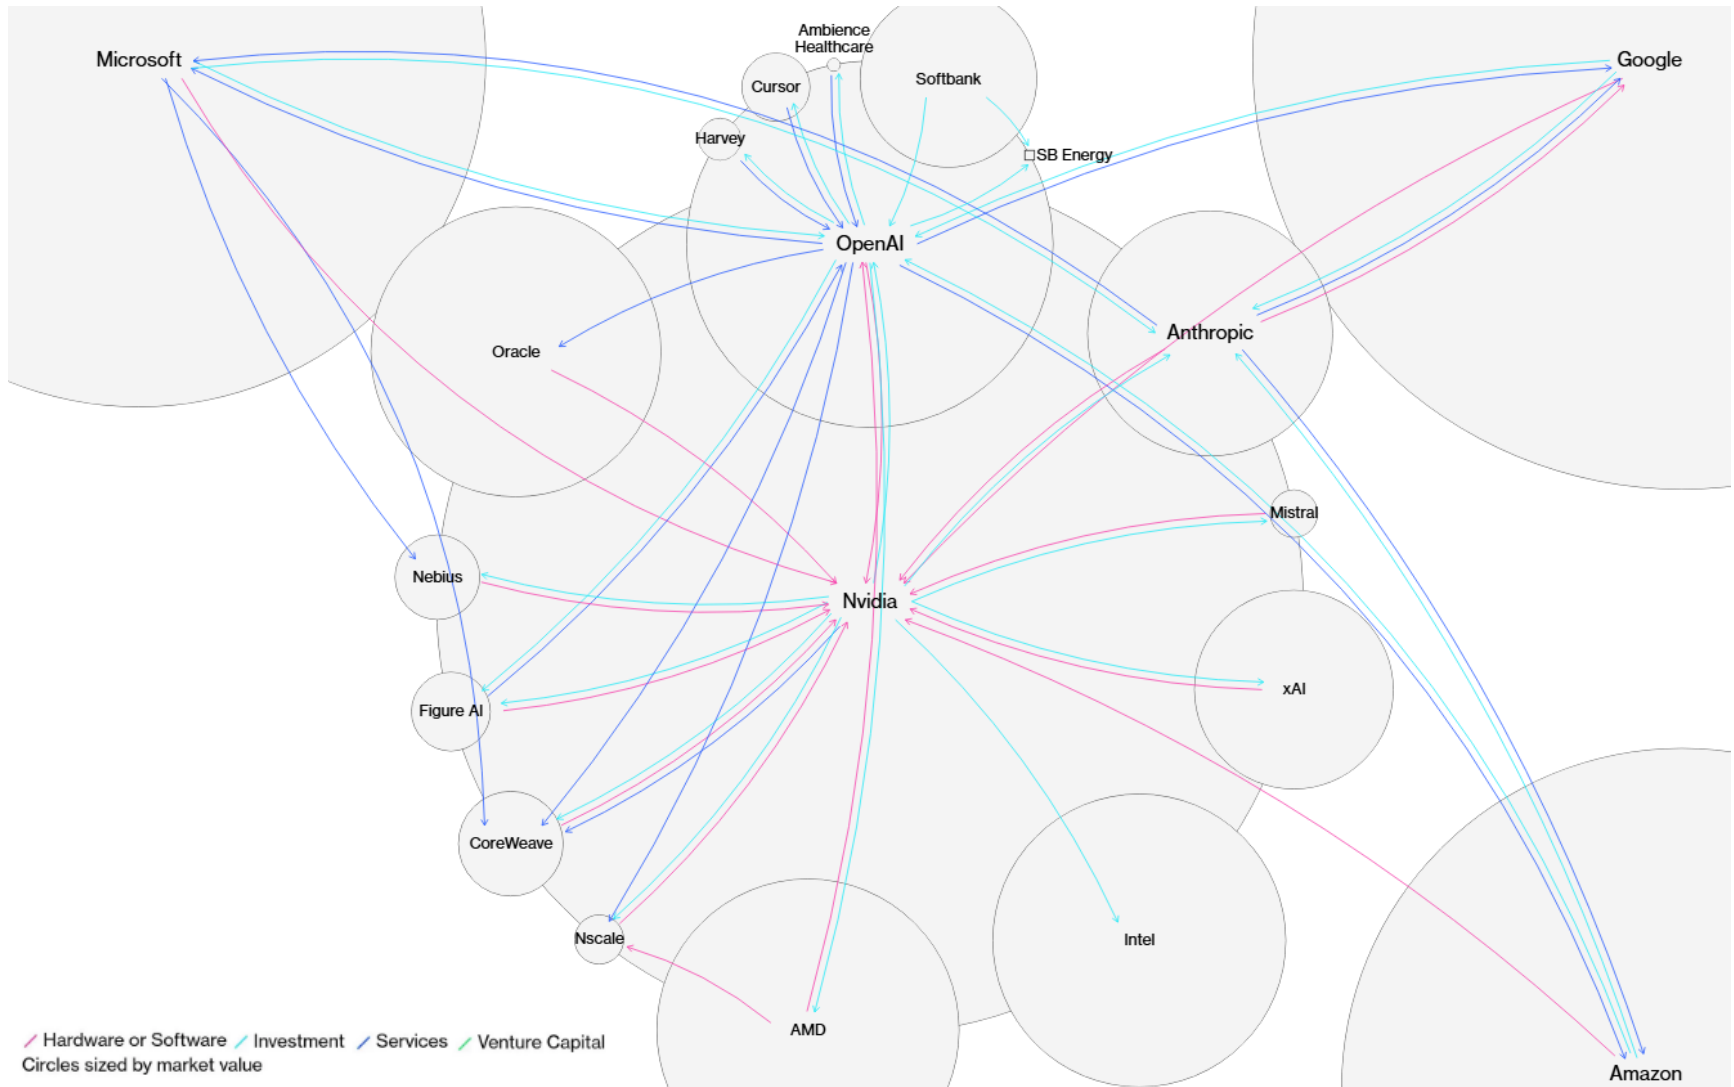 Microsoft
Ambience
Healthcare
Google
Cursor
Softbank
Harvey
SB Energy
OpenAI
Anthropic
Oracle
Mistral
Nebius
Nvidia
xAI
Figure AI
CoreWeave
Nscale
Intel
AMD
Hardware or Software Investment Services Venture Capital
Circles sized by market value
Amazon